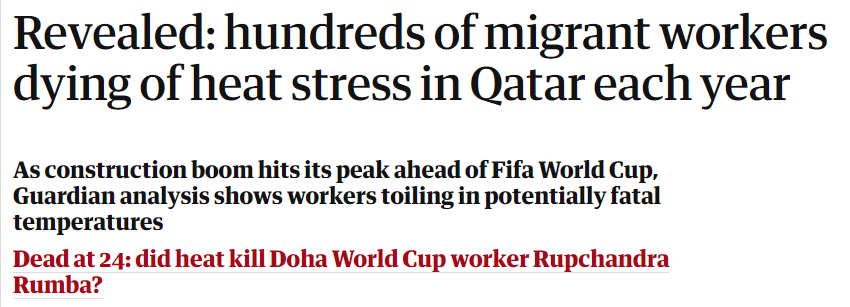 Revealed: hundreds of migrant workers
dying of heat stress in Qatar each year
As construction boom hits its peak ahead of Fifa World Cup,
Guardian analysis shows workers toiling in potentially fatal
temperatures
Dead at 24: did heat kill Doha World Cup worker Rupchandra
Rumba?